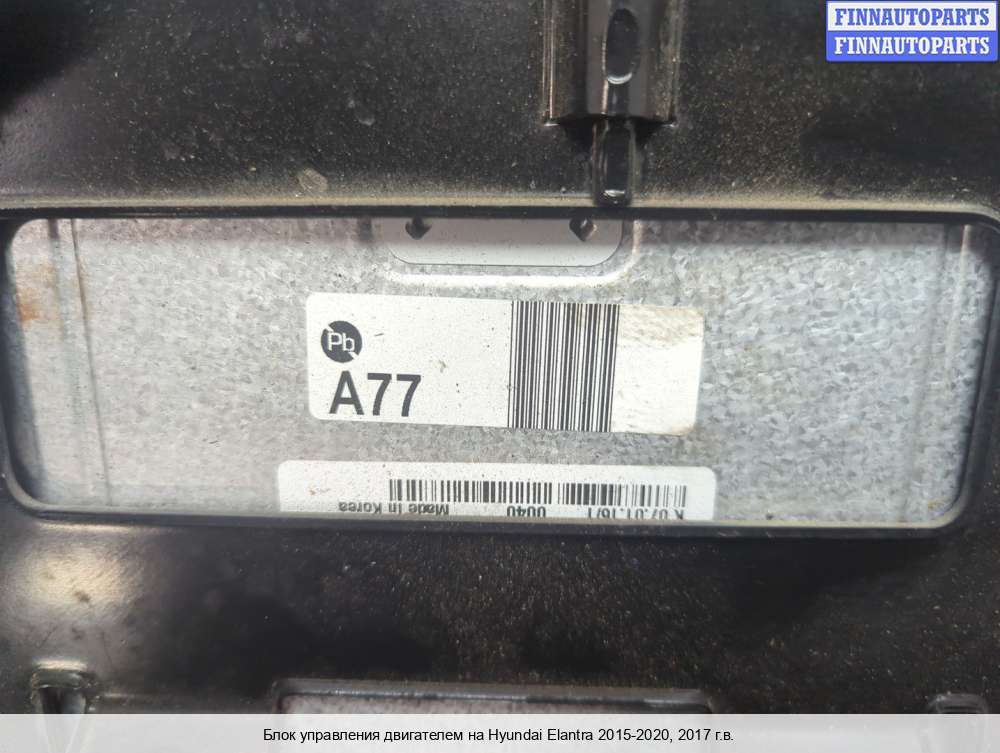 FINNAUTOPARTS
FINNAUTOPARTS
Pb
A77
Made in Korea 0040
Блок управления двигателем на Hyundai Elantra 2015-2020, 2017 г.в.